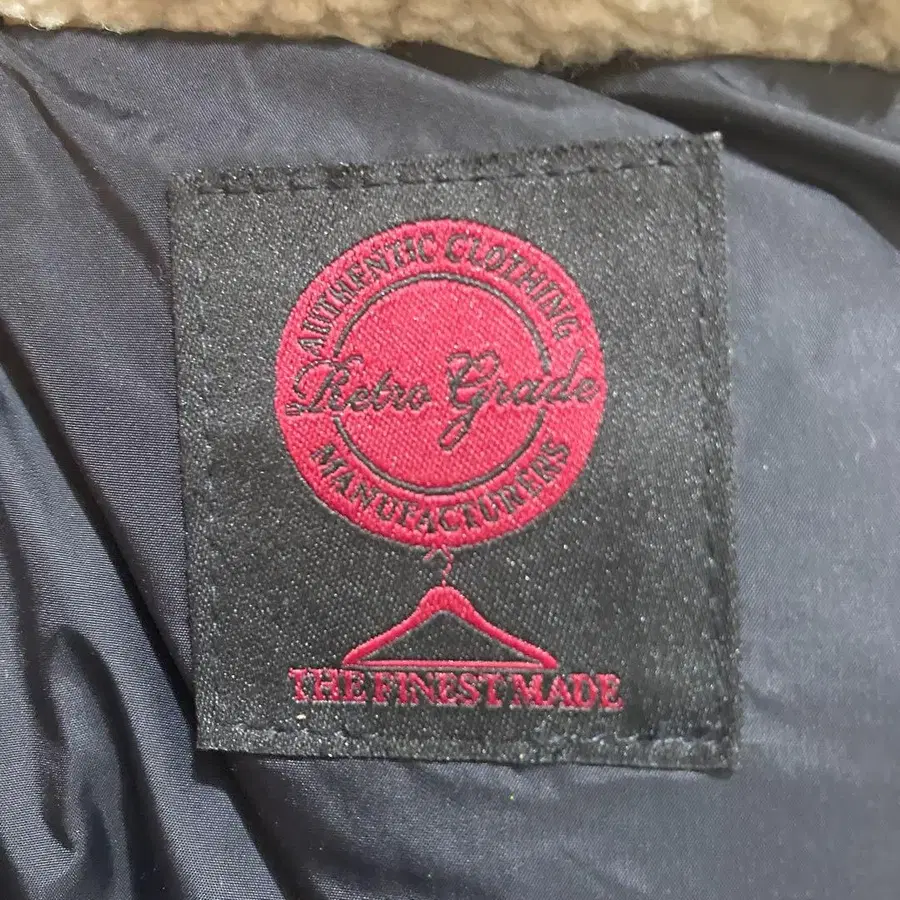 AUTHENTIC CLOTHING
Retro Grade
MANUFACTURERS
THE FINEST MADE